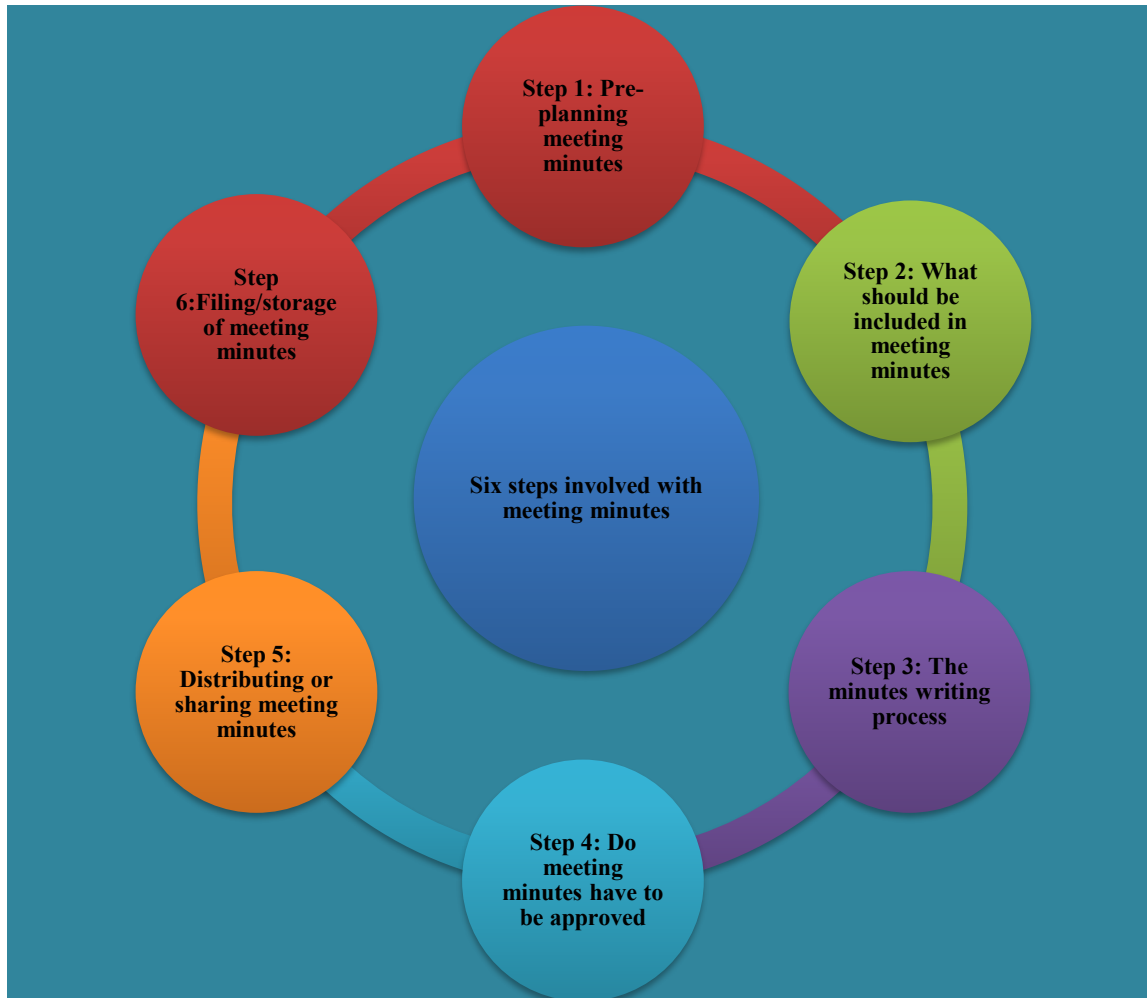 Step 1: Pre-
planning
meeting
minutes
Step 2: What
should be
included in
meeting
minutes
Step 3: The
minutes writing
process
Step 4: Do
meeting
minutes have to
be approved
Step 5:
Distributing or
sharing meeting
minutes
Step
6:Filing/storage
of meeting
minutes
Six steps involved with
meeting minutes